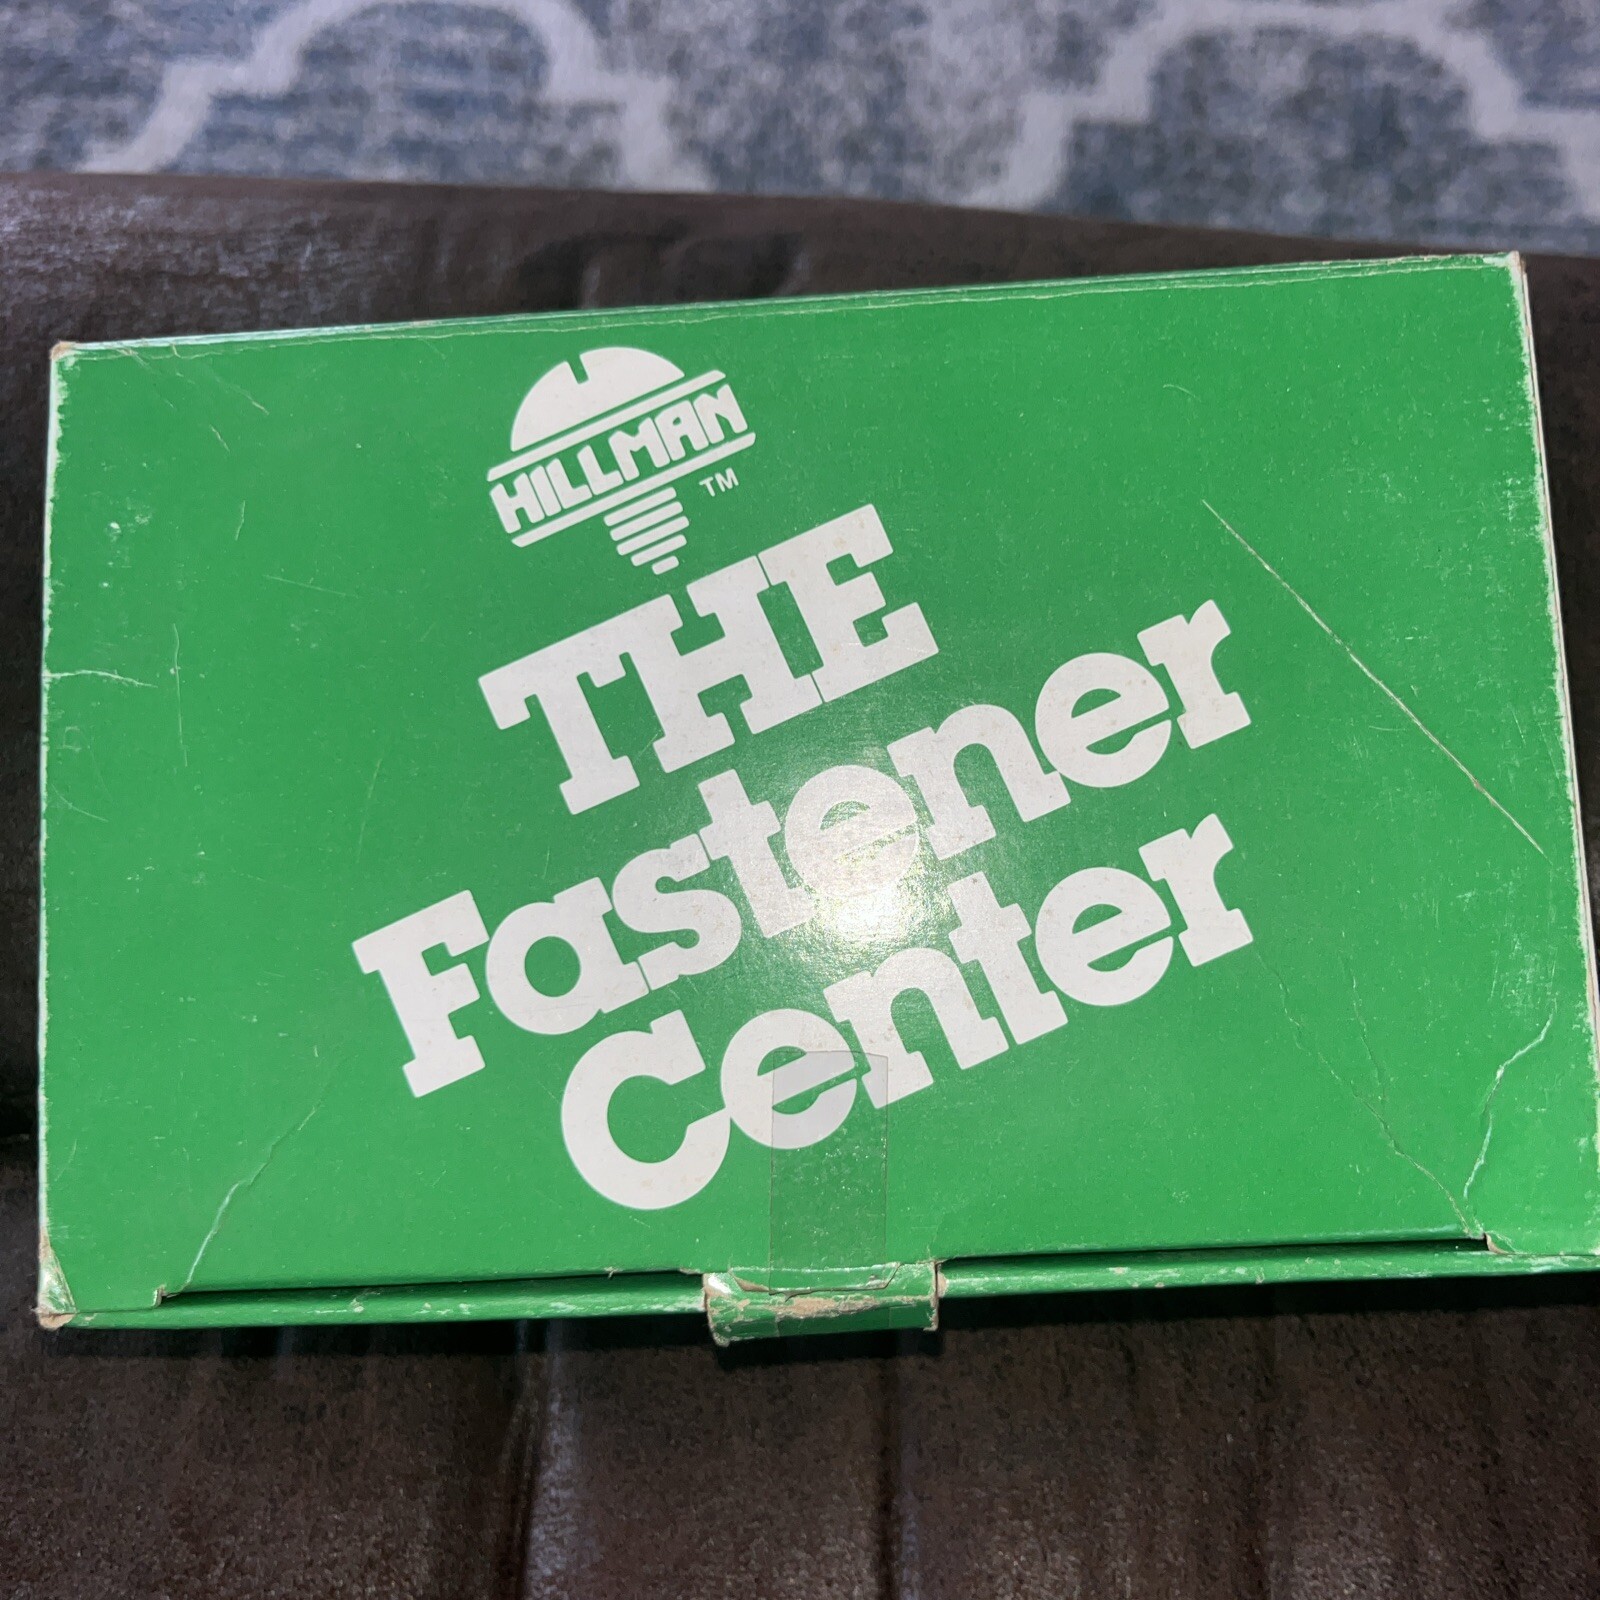 HILLMAN
TM
THE
Fastener
Center